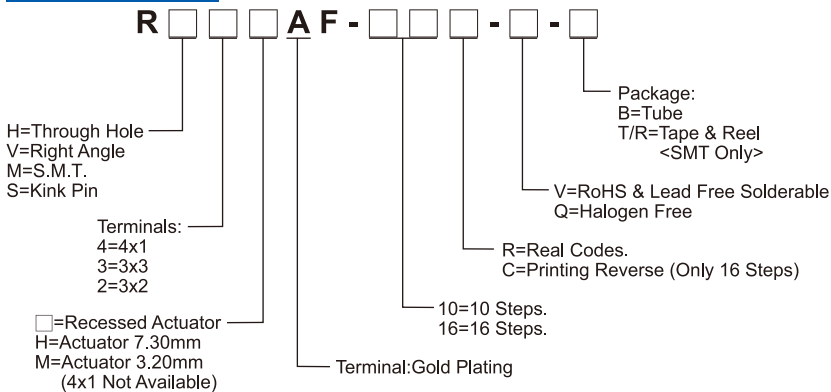 R □ □ □ A F - □ □ □ - □ - □
Package:
B=Tube
T/R=Tape & Reel
<SMT Only>
H=Through Hole
V=Right Angle
M=S.M.T.
S=Kink Pin
V=RoHS & Lead Free Solderable
Q=Halogen Free
Terminals:
4=4x1
3=3x3
2=3x2
R=Real Codes.
C=Printing Reverse (Only 16 Steps)
10=10 Steps.
16=16 Steps.
□=Recessed Actuator
H=Actuator 7.30mm
M=Actuator 3.20mm
(4x1 Not Available)
Terminal:Gold Plating